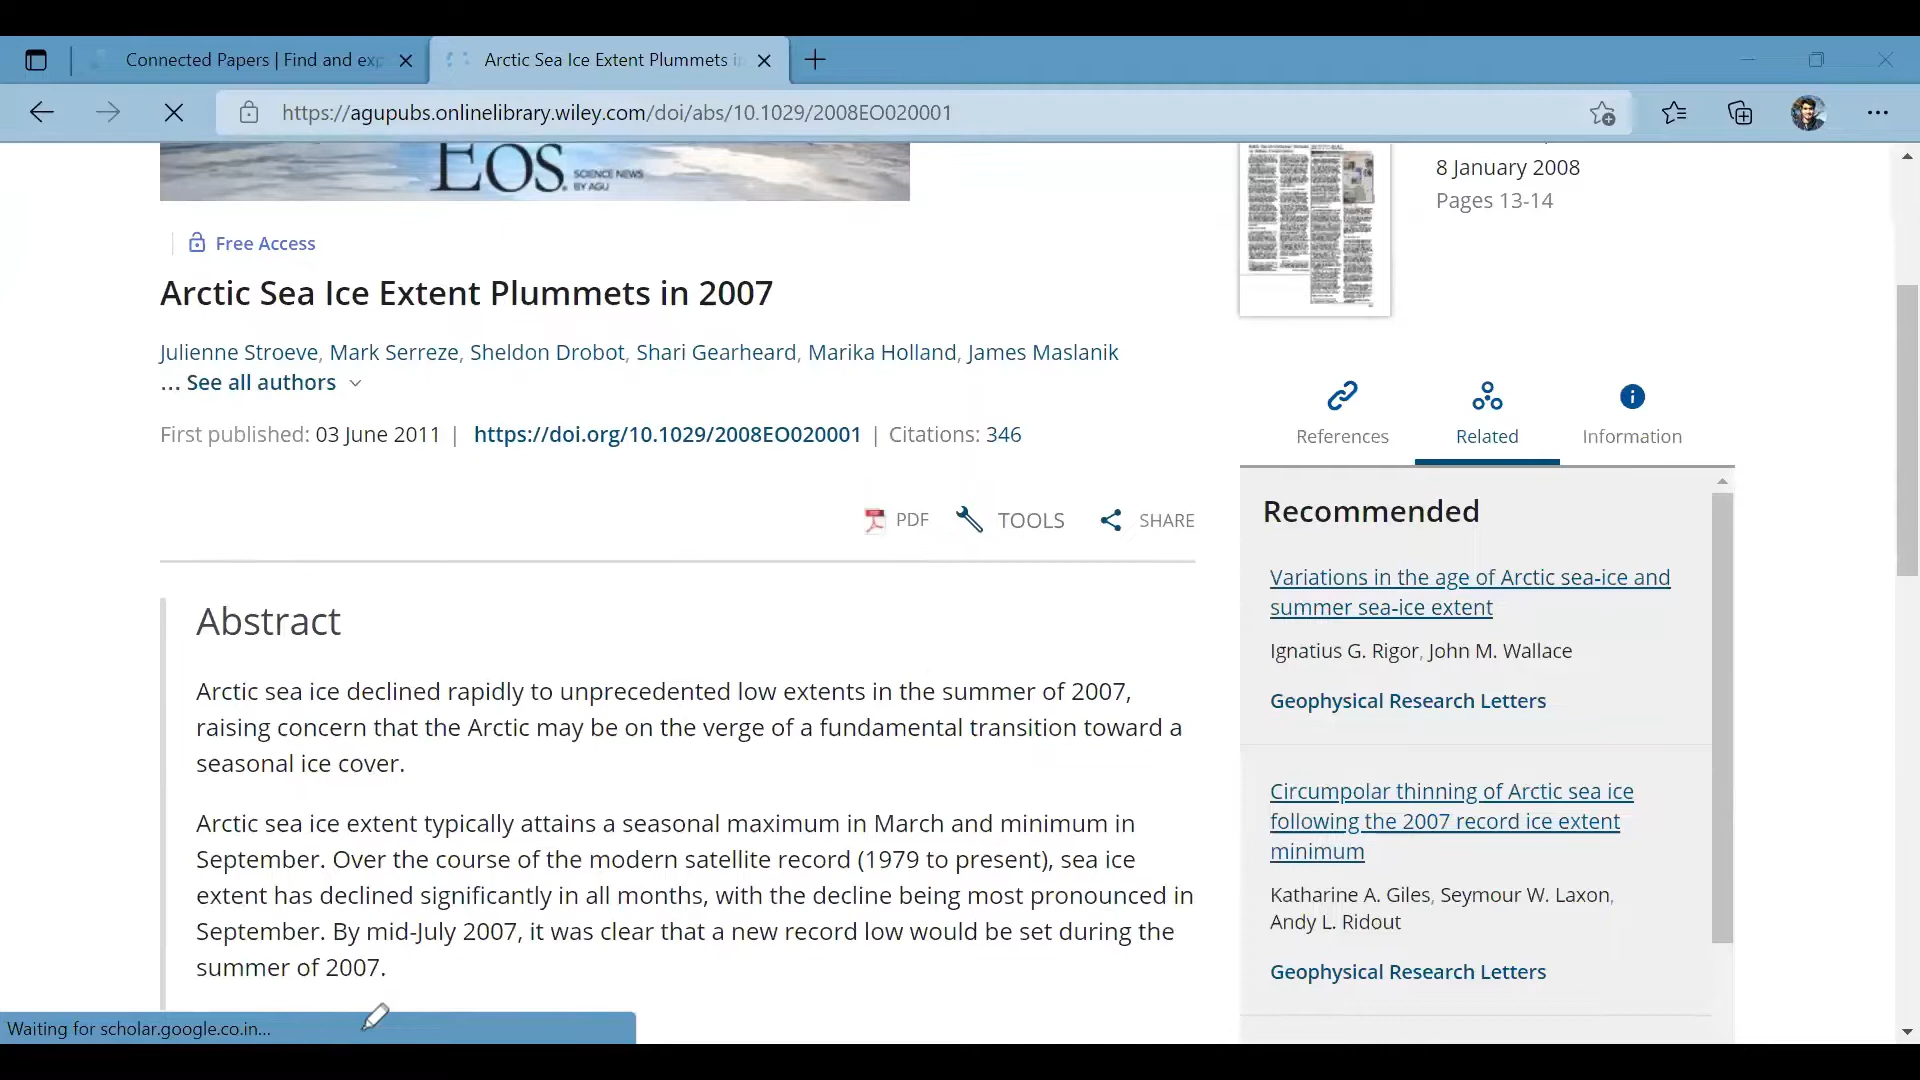 Connected Papers | Find and exp
Arctic Sea Ice Extent Plummets in
https://agupubs.onlinelibrary.wiley.com/doi/abs/10.1029/2008EO020001
EOS
SCIENCE NEWS
BY AGU
8 January 2008
Pages 13-14
Free Access
Arctic Sea Ice Extent Plummets in 2007
Julienne Stroeve, Mark Serreze, Sheldon Drobot, Shari Gearheard, Marika Holland, James Maslanik
... See all authors
First published: 03 June 2011 | https://doi.org/10.1029/2008EO020001 | Citations: 346
PDF TOOLS SHARE
Abstract
Arctic sea ice declined rapidly to unprecedented low extents in the summer of 2007,
raising concern that the Arctic may be on the verge of a fundamental transition toward a
seasonal ice cover.
Arctic sea ice extent typically attains a seasonal maximum in March and minimum in
September. Over the course of the modern satellite record (1979 to present), sea ice
extent has declined significantly in all months, with the decline being most pronounced in
September. By mid-July 2007, it was clear that a new record low would be set during the
summer of 2007.
References Related Information
Recommended
Variations in the age of Arctic sea-ice and
summer sea-ice extent
Ignatius G. Rigor, John M. Wallace
Geophysical Research Letters
Circumpolar thinning of Arctic sea ice
following the 2007 record ice extent
minimum
Katharine A. Giles, Seymour W. Laxon,
Andy L. Ridout
Geophysical Research Letters
Waiting for scholar.google.co.in...